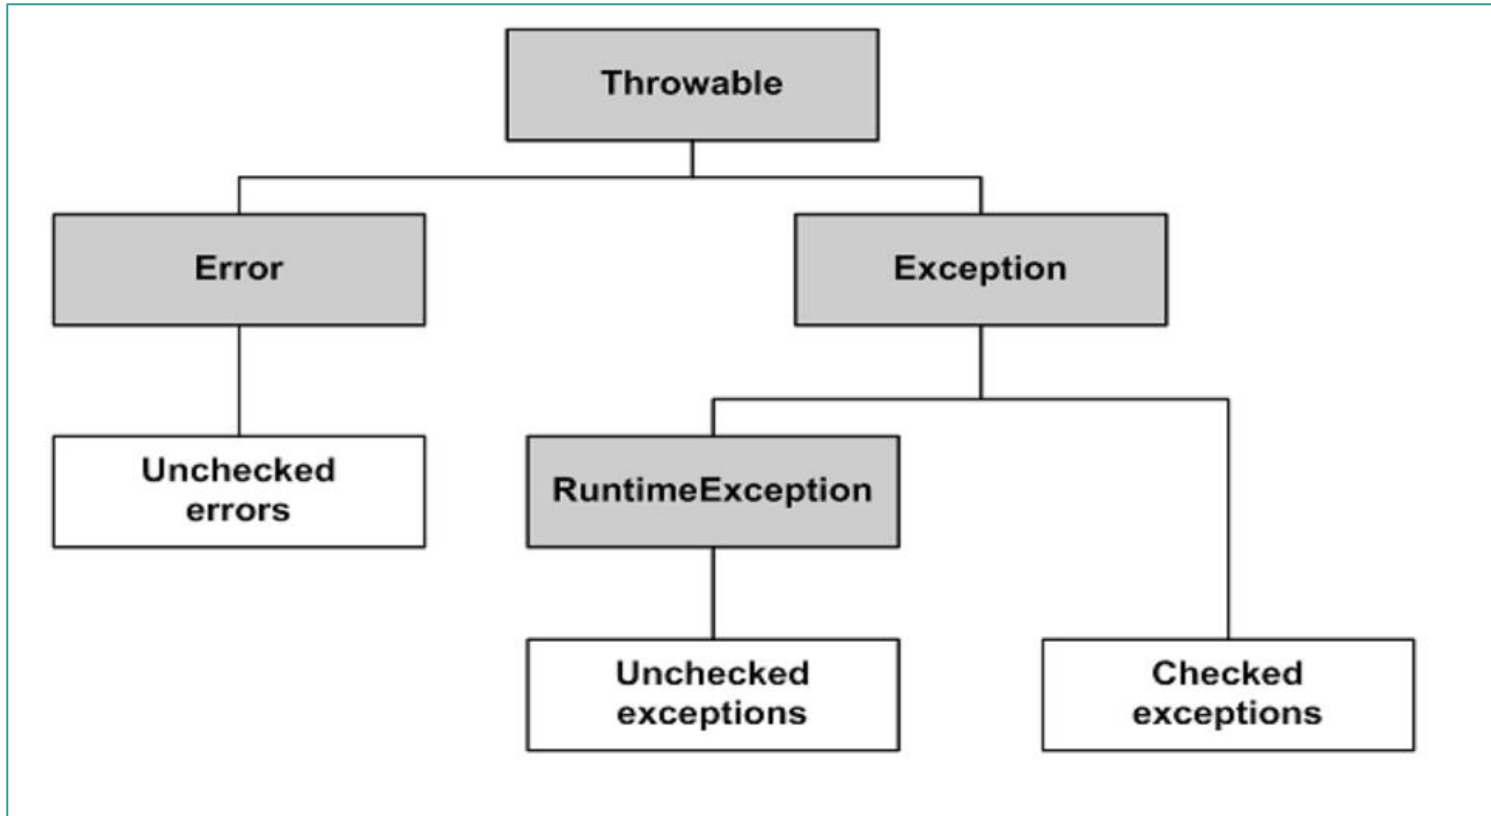 Throwable
Error
Exception
Unchecked
errors
RuntimeException
Unchecked
exceptions
Checked
exceptions